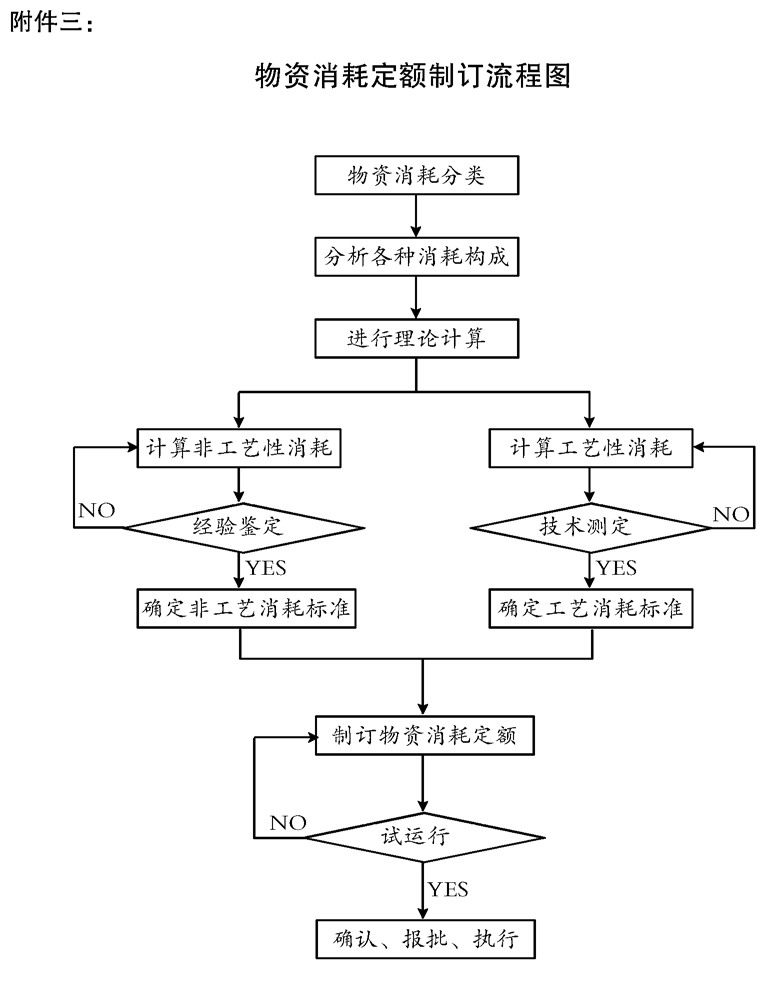 附件三：
物资消耗定额制订流程图
物资消耗分类
分析各种消耗构成
进行理论计算
计算非工艺性消耗
计算工艺性消耗
NO
经验鉴定
技术测定
NO
YES
YES
确定非工艺消耗标准
确定工艺消耗标准
制订物资消耗定额
NO
试运行
YES
确认、报批、执行